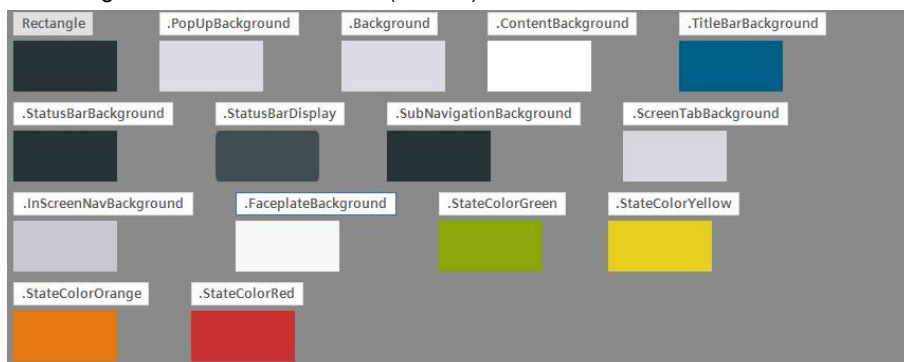 Rectangle .PopUpBackground .Background .ContentBackground .TitleBarBackground
.StatusBarBackground .StatusBarDisplay .SubNavigationBackground .ScreenTabBackground
.InScreenNavBackground .FaceplateBackground .StateColorGreen .StateColorYellow
.StateColorOrange .StateColorRed